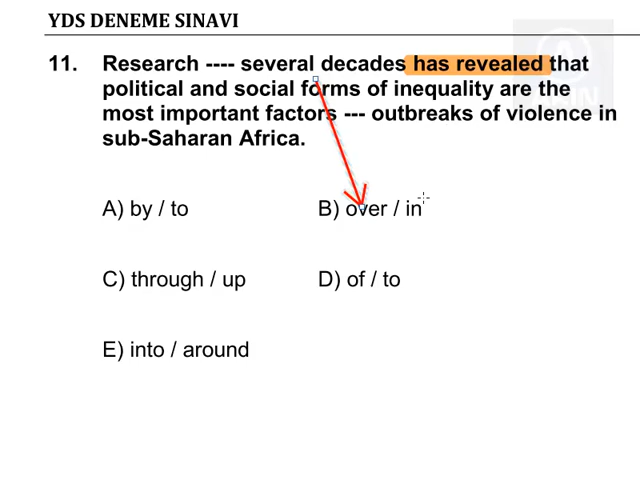 YDS DENEME SINAVI
11. Research ---- several decades has revealed that
political and social forms of inequality are the
most important factors --- outbreaks of violence in
sub-Saharan Africa.
A) by / to
B) over / in
C) through / up
D) of / to
E) into / around